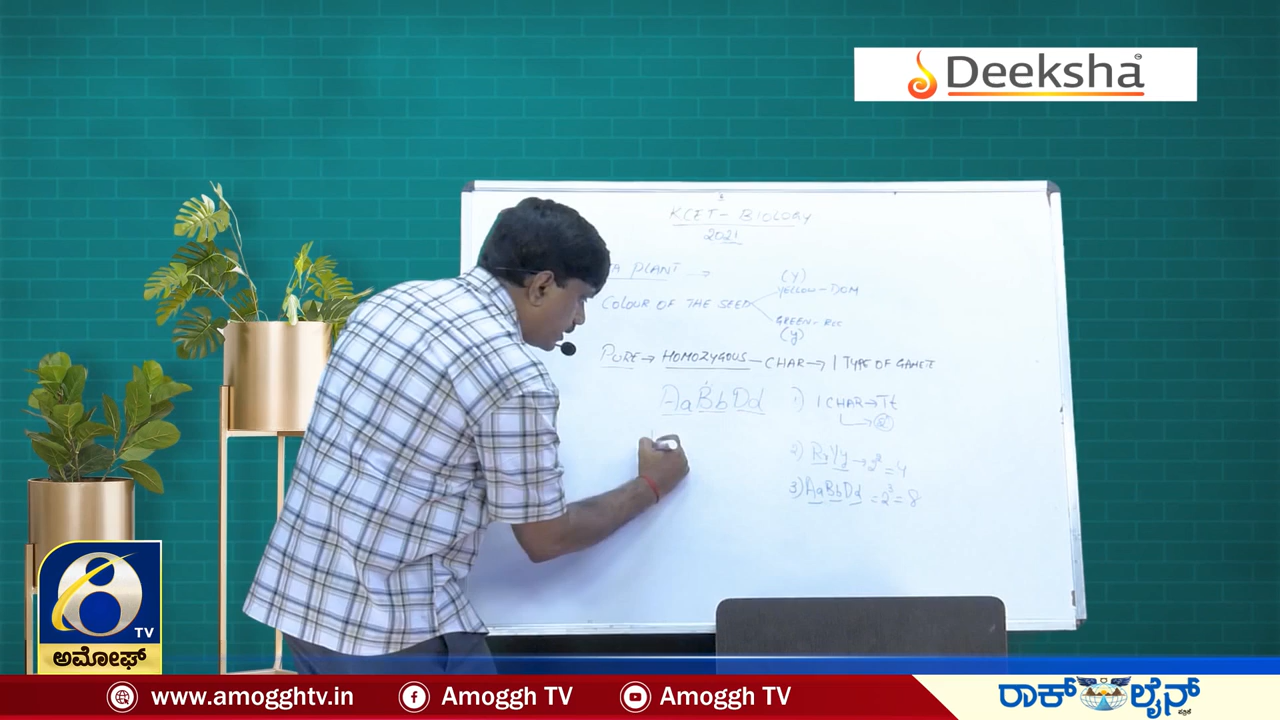 Deeksha
KCET - BIOLOGY
2021
PLANT →
(Y)
YELLOW - DOM
COLOUR OF THE SEED
GREEN - REC
(y)
PURE → HOMOZYGOUS — CHAR → 1 TYPE OF GAMET
AaBbDd
1) 1 CHAR → Tt
2) RrYy → 2² = 4
3) AaBbDd = 2³ = 8
TV
ಅಮೋಘ್
www.amogghtv.in
Amoggh TV
Amoggh TV
ರಾಕ್ ಲೈನ್